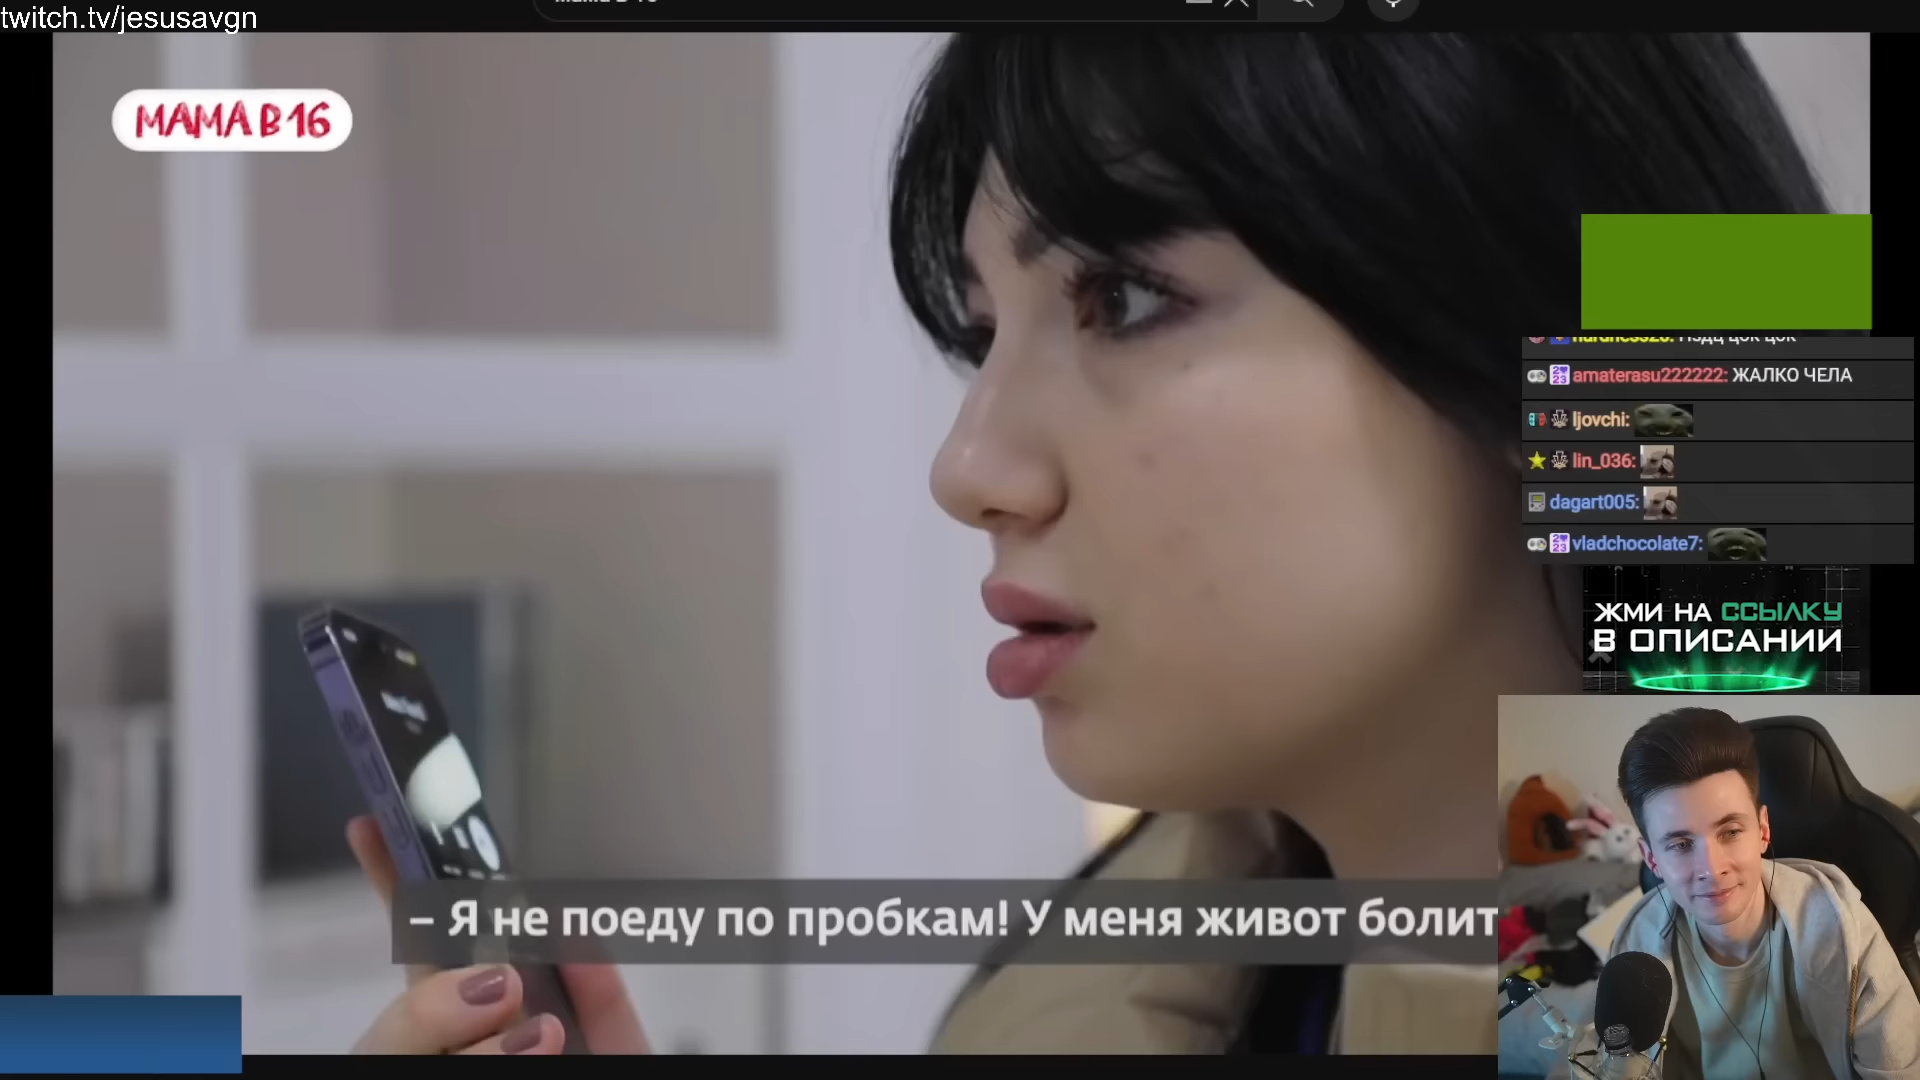 twitch.tv/jesusavgn
МАМА В 16
amaterasu222222: ЖАЛКО ЧЕЛА
ljovchi:
lin_036:
dagart005:
vladchocolate7:
ЖМИ НА ССЫЛКУ
В ОПИСАНИИ
– Я не поеду по пробкам! У меня живот болит